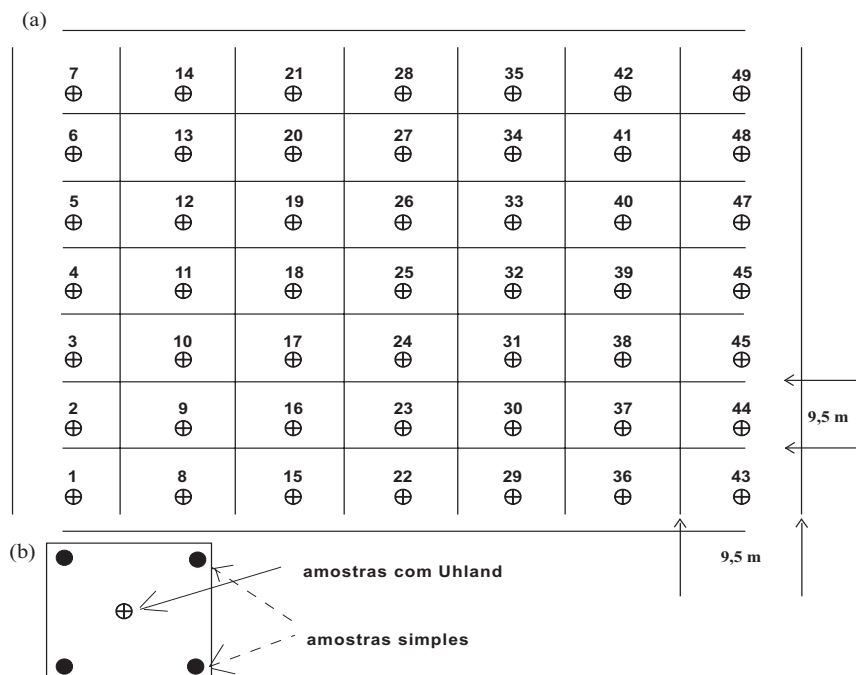 (a)
7 14 21 28 35 42 49
6 13 20 27 34 41 48
5 12 19 26 33 40 47
4 11 18 25 32 39 45
3 10 17 24 31 38 45
2 9 16 23 30 37 44
9,5 m
1 8 15 22 29 36 43
(b)
9,5 m
amostras com Uhland
amostras simples